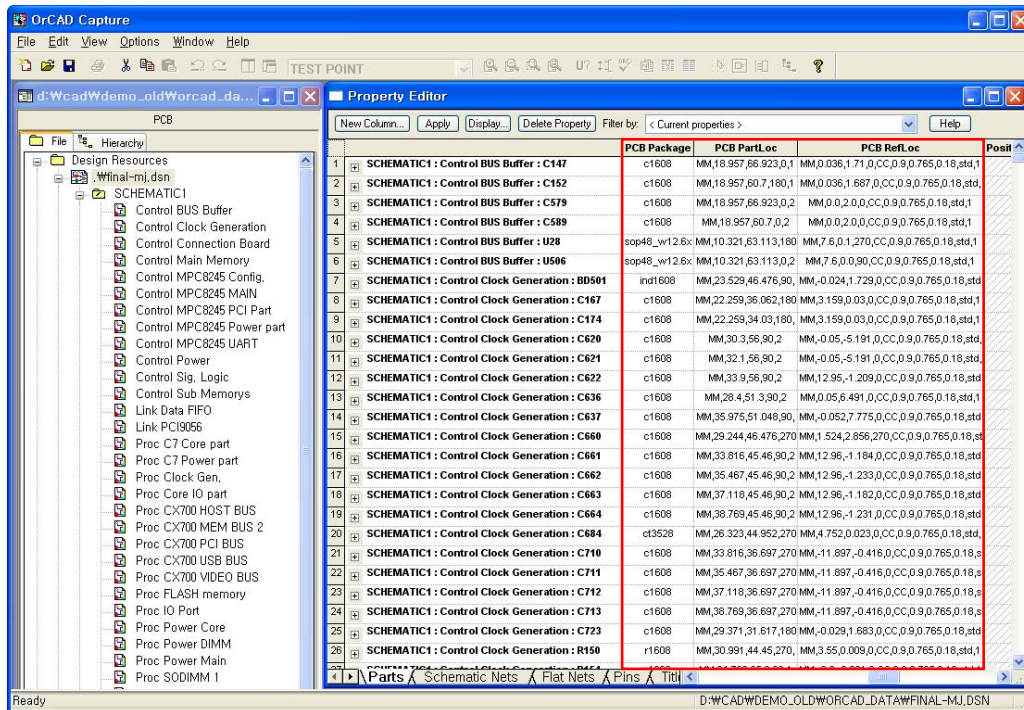 OrCAD Capture
File Edit View Options Window Help
TEST POINT
d:₩cad₩demo_old₩orcad_da...
PCB
File Hierarchy
Design Resources
.₩final-mj.dsn
SCHEMATIC1
Control BUS Buffer
Control Clock Generation
Control Connection Board
Control Main Memory
Control MPC8245 Config.
Control MPC8245 MAIN
Control MPC8245 PCI Part
Control MPC8245 Power part
Control MPC8245 UART
Control Power
Control Sig. Logic
Control Sub Memorys
Link Data FIFO
Link PCI9056
Proc C7 Core part
Proc C7 Power part
Proc Clock Gen.
Proc Core IO part
Proc CX700 HOST BUS
Proc CX700 MEM BUS 2
Proc CX700 PCI BUS
Proc CX700 USB BUS
Proc CX700 VIDEO BUS
Proc FLASH memory
Proc IO Port
Proc Power Core
Proc Power DIMM
Proc Power Main
Proc SODIMM 1
Property Editor
New Column... Apply Display... Delete Property Filter by: < Current properties > Help
PCB Package PCB PartLoc PCB RefLoc Posit
1 SCHEMATIC1 : Control BUS Buffer : C147 c1608 MM,18.957,66.923,0,1 MM,0.036,1.71,0,CC,0.9,0.765,0.18,std,1
2 SCHEMATIC1 : Control BUS Buffer : C152 c1608 MM,18.957,60.7,180,1 MM,0.036,1.687,0,CC,0.9,0.765,0.18,std,
3 SCHEMATIC1 : Control BUS Buffer : C579 c1608 MM,18.957,66.923,0,2 MM,0.0,2.0,0,CC,0.9,0.765,0.18,std,1
4 SCHEMATIC1 : Control BUS Buffer : C589 c1608 MM,18.957,60.7,0,2 MM,0.0,2.0,0,CC,0.9,0.765,0.18,std,1
5 SCHEMATIC1 : Control BUS Buffer : U28 sop48_w12.6x MM,10.321,63.113,180 MM,7.6,0.1,270,CC,0.9,0.765,0.18,std,1
6 SCHEMATIC1 : Control BUS Buffer : U506 sop48_w12.6x MM,10.321,63.113,0,2 MM,7.6,0.0,90,CC,0.9,0.765,0.18,std,1
7 SCHEMATIC1 : Control Clock Generation : BD501 ind1608 MM,23.529,46.476,90, MM,-0.024,1.729,0,CC,0.9,0.765,0.18,std
8 SCHEMATIC1 : Control Clock Generation : C167 c1608 MM,22.259,36.062,180 MM,3.159,0.03,0,CC,0.9,0.765,0.18,std,1
9 SCHEMATIC1 : Control Clock Generation : C174 c1608 MM,22.259,34.03,180, MM,3.159,0.03,0,CC,0.9,0.765,0.18,std,1
10 SCHEMATIC1 : Control Clock Generation : C620 c1608 MM,30.3,56,90,2 MM,-0.05,-5.191,0,CC,0.9,0.765,0.18,std,
11 SCHEMATIC1 : Control Clock Generation : C621 c1608 MM,32.1,56,90,2 MM,-0.05,-5.191,0,CC,0.9,0.765,0.18,std,
12 SCHEMATIC1 : Control Clock Generation : C622 c1608 MM,33.9,56,90,2 MM,12.95,-1.209,0,CC,0.9,0.765,0.18,std
13 SCHEMATIC1 : Control Clock Generation : C636 c1608 MM,28.4,51.3,90,2 MM,0.05,6.491,0,CC,0.9,0.765,0.18,std,1
14 SCHEMATIC1 : Control Clock Generation : C637 c1608 MM,35.975,51.048,90, MM,-0.052,7.775,0,CC,0.9,0.765,0.18,std
15 SCHEMATIC1 : Control Clock Generation : C660 c1608 MM,29.244,46.476,270 MM,1.524,2.856,270,CC,0.9,0.765,0.18,st
16 SCHEMATIC1 : Control Clock Generation : C661 c1608 MM,33.816,45.46,90,2 MM,12.96,-1.184,0,CC,0.9,0.765,0.18,std
17 SCHEMATIC1 : Control Clock Generation : C662 c1608 MM,35.467,45.46,90,2 MM,12.96,-1.233,0,CC,0.9,0.765,0.18,std
18 SCHEMATIC1 : Control Clock Generation : C663 c1608 MM,37.118,45.46,90,2 MM,12.96,-1.182,0,CC,0.9,0.765,0.18,std
19 SCHEMATIC1 : Control Clock Generation : C664 c1608 MM,38.769,45.46,90,2 MM,12.96,-1.231,0,CC,0.9,0.765,0.18,std
20 SCHEMATIC1 : Control Clock Generation : C684 ct3528 MM,26.323,44.952,270 MM,4.752,0.023,0,CC,0.9,0.765,0.18,std,
21 SCHEMATIC1 : Control Clock Generation : C710 c1608 MM,33.816,36.697,270 MM,-11.897,-0.416,0,CC,0.9,0.765,0.18,s
22 SCHEMATIC1 : Control Clock Generation : C711 c1608 MM,35.467,36.697,270 MM,-11.897,-0.416,0,CC,0.9,0.765,0.18,s
23 SCHEMATIC1 : Control Clock Generation : C712 c1608 MM,37.118,36.697,270 MM,-11.897,-0.416,0,CC,0.9,0.765,0.18,s
24 SCHEMATIC1 : Control Clock Generation : C713 c1608 MM,38.769,36.697,270 MM,-11.897,-0.416,0,CC,0.9,0.765,0.18,s
25 SCHEMATIC1 : Control Clock Generation : C723 c1608 MM,29.371,31.617,180 MM,-0.029,1.683,0,CC,0.9,0.765,0.18,std
26 SCHEMATIC1 : Control Clock Generation : R150 r1608 MM,30.991,44.45,270, MM,3.55,0.009,0,CC,0.9,0.765,0.18,std,1
Parts Schematic Nets Flat Nets Pins Titl
Ready D:₩CAD₩DEMO_OLD₩ORCAD_DATA₩FINAL-MJ.DSN